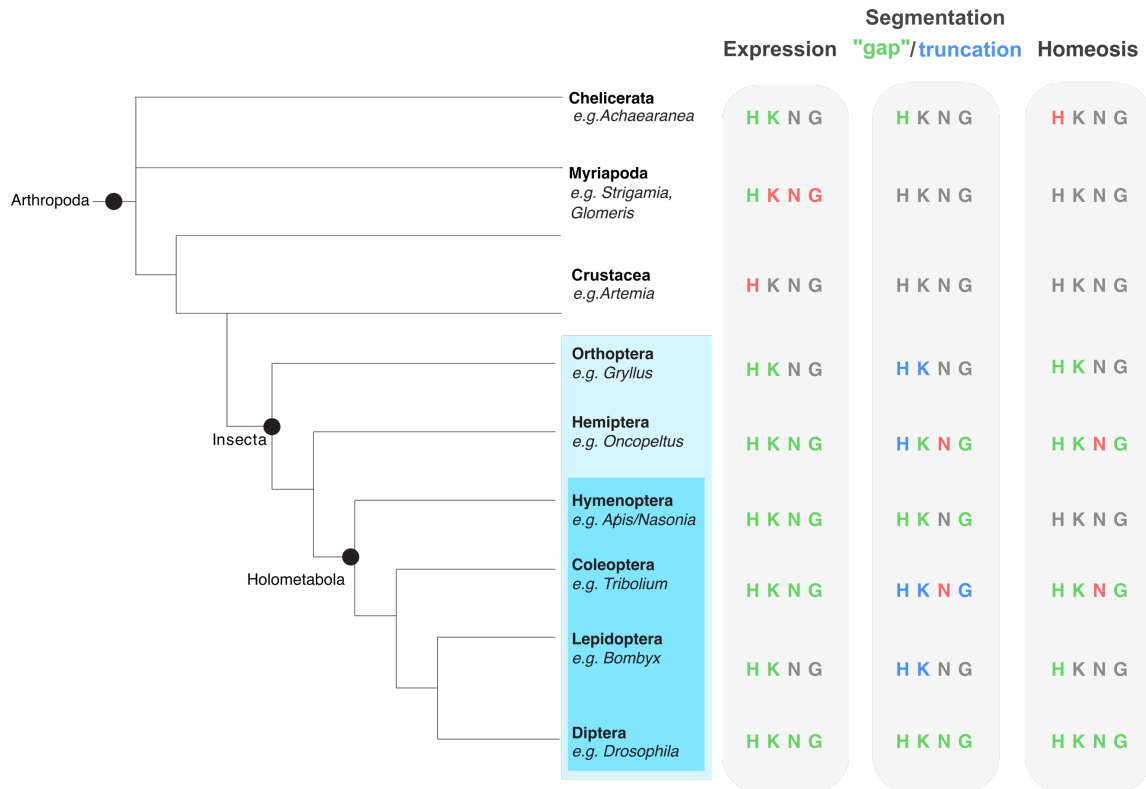 Segmentation
Expression "gap"/truncation Homeosis
Chelicerata
e.g.Achaearanea
H K N G H K N G H K N G
Myriapoda
e.g. Strigamia,
Glomeris
H K N G H K N G H K N G
Arthropoda
Crustacea
e.g.Artemia
H K N G H K N G H K N G
Orthoptera
e.g. Gryllus
H K N G H K N G H K N G
Hemiptera
e.g. Oncopeltus
H K N G H K N G H K N G
Insecta
Hymenoptera
e.g. Apis/Nasonia
H K N G H K N G H K N G
Holometabola
Coleoptera
e.g. Tribolium
H K N G H K N G H K N G
Lepidoptera
e.g. Bombyx
H K N G H K N G H K N G
Diptera
e.g. Drosophila
H K N G H K N G H K N G